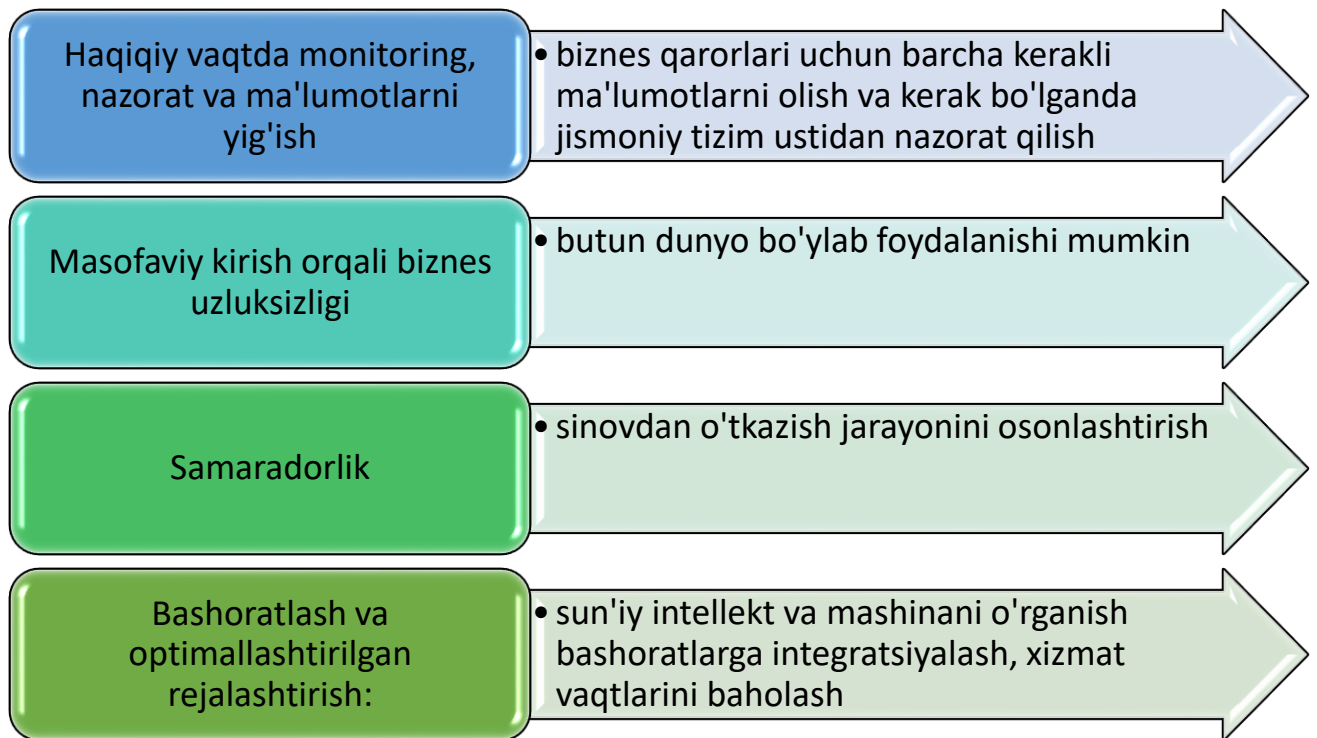 Haqiqiy vaqtda monitoring,
nazorat va ma'lumotlarni
yig'ish
• biznes qarorlari uchun barcha kerakli
ma'lumotlarni olish va kerak bo'lganda
jismoniy tizim ustidan nazorat qilish
Masofaviy kirish orqali biznes
uzluksizligi
• butun dunyo bo'ylab foydalanishi mumkin
Samaradorlik
• sinovdan o'tkazish jarayonini osonlashtirish
Bashoratlash va
optimallashtirilgan
rejalashtirish:
• sun'iy intellekt va mashinani o'rganish
bashoratlarga integratsiyalash, xizmat
vaqtlarini baholash